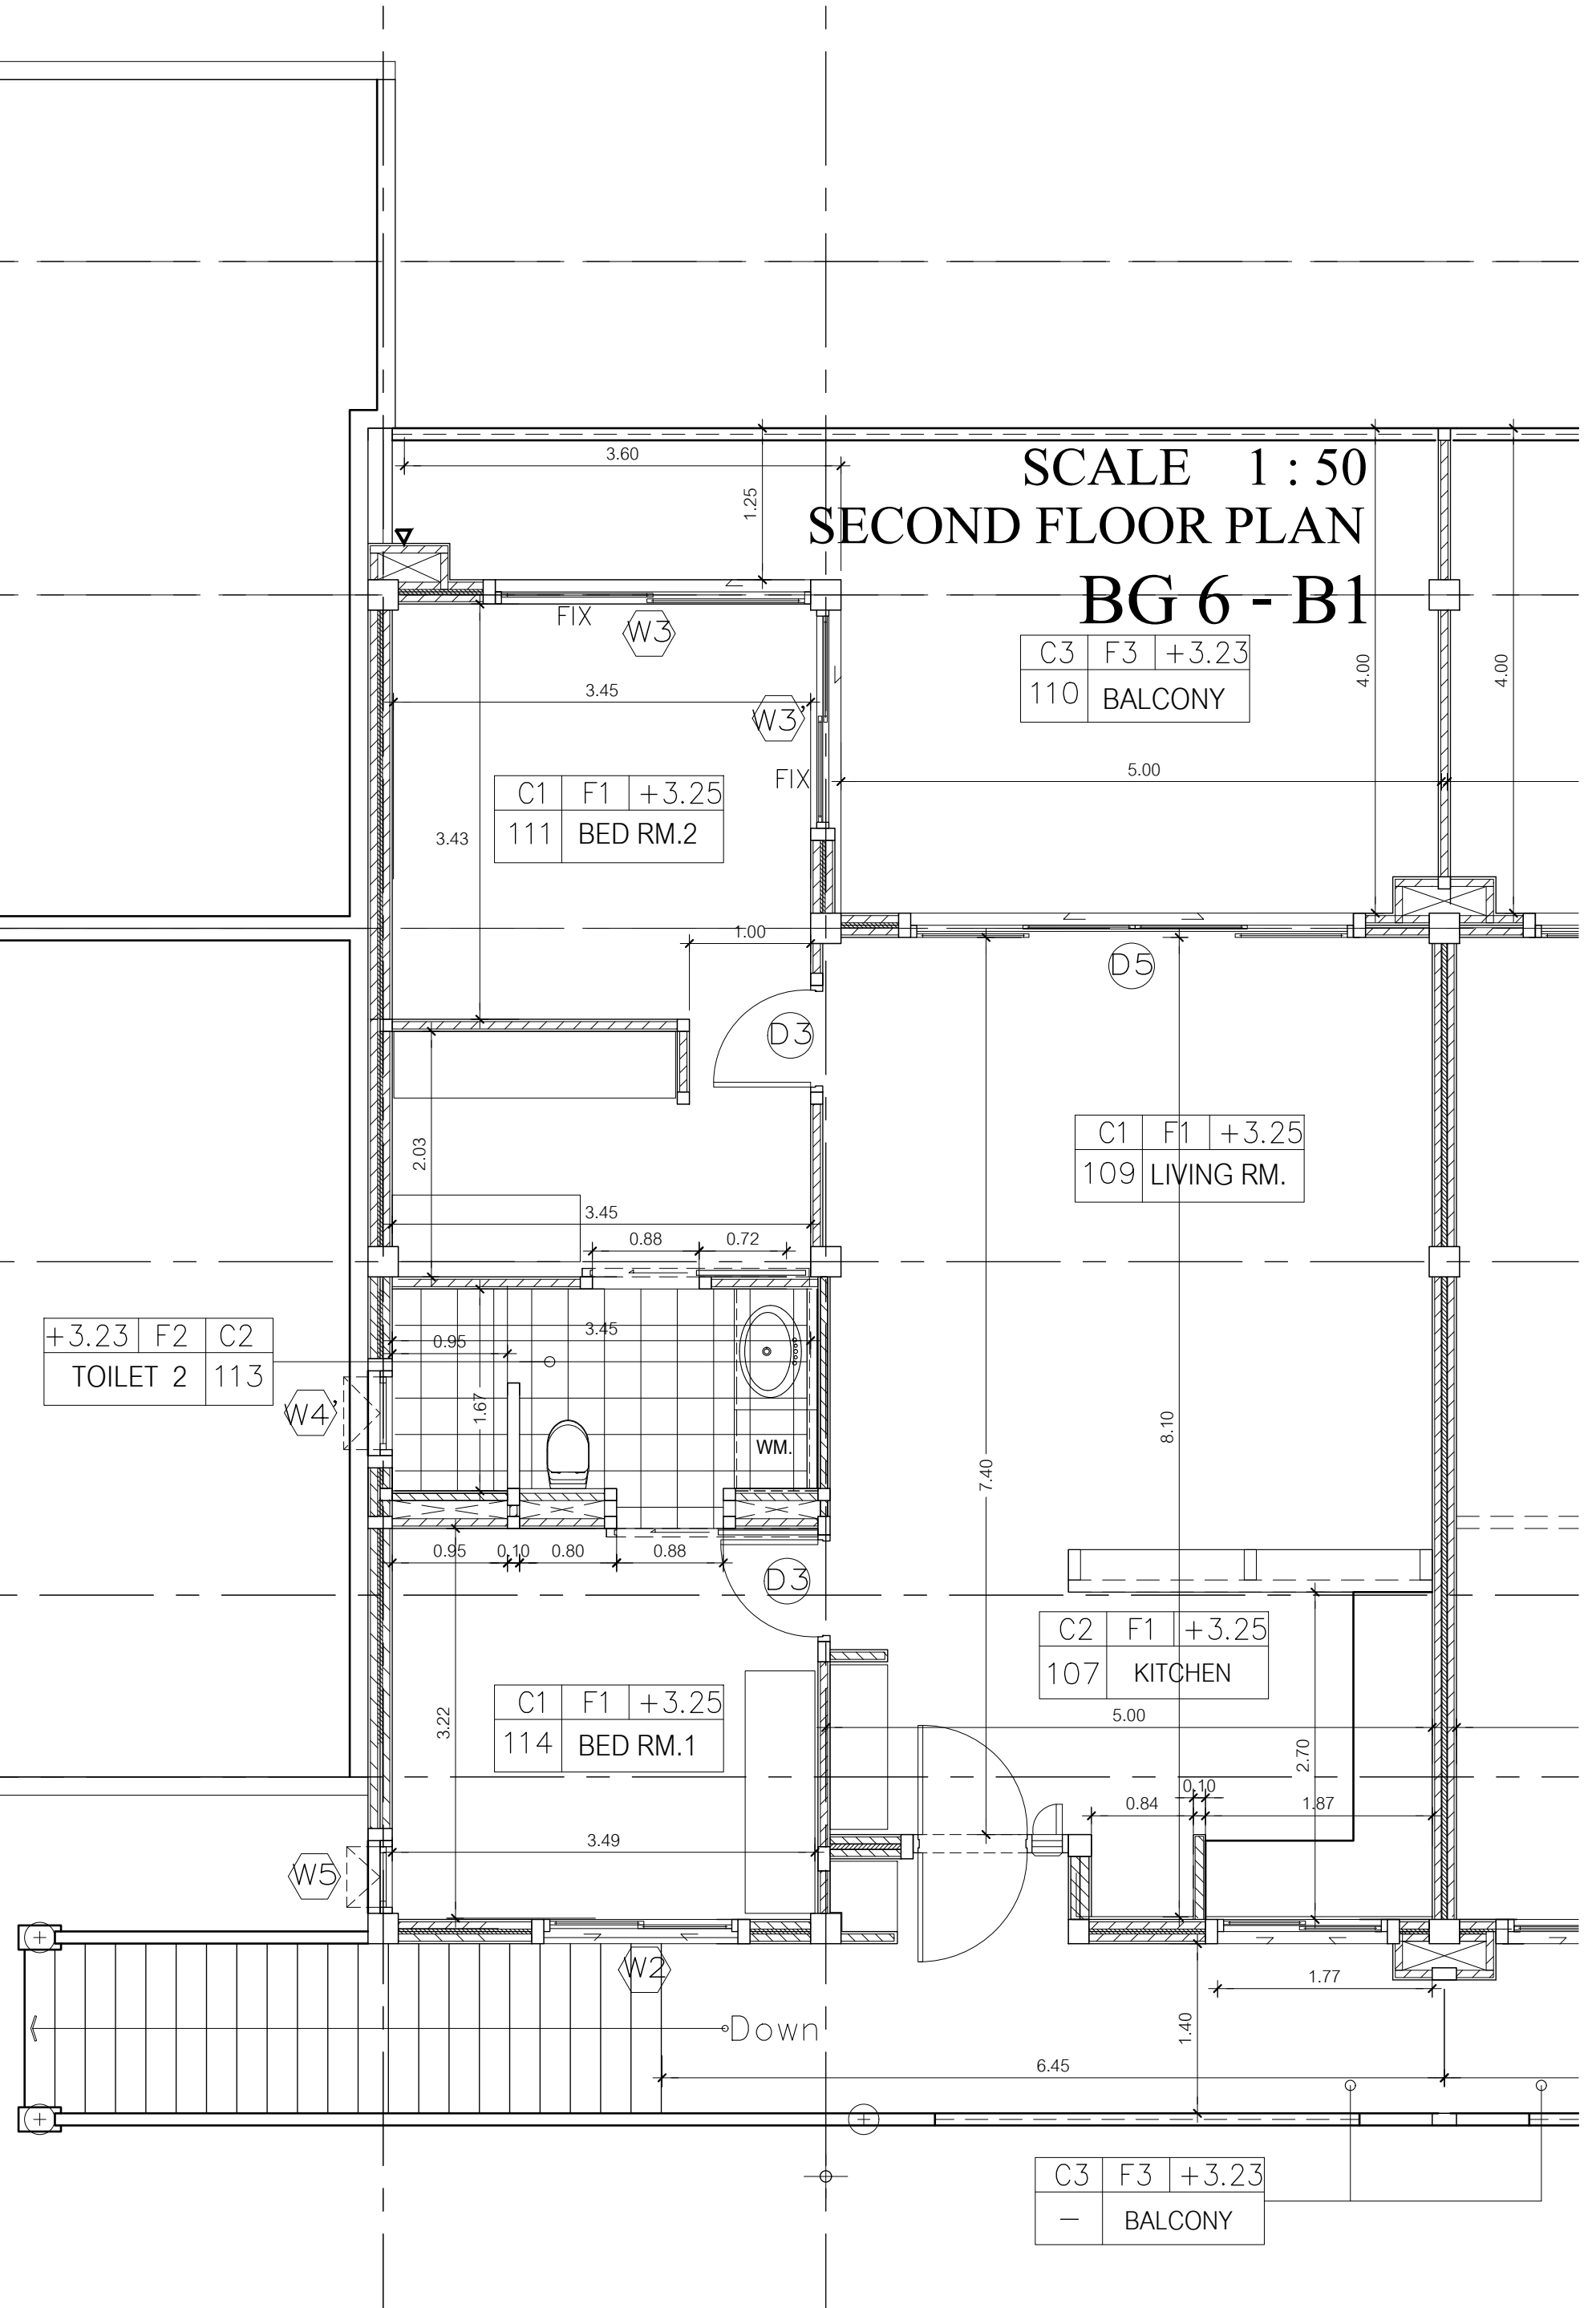 3.60
SCALE 1 : 50
1.25
SECOND FLOOR PLAN
BG 6 - B1
FIX
W3
C3 F3 +3.23
110 BALCONY
4.00
4.00
3.45
W3'
FIX
5.00
C1 F1 +3.25
111 BED RM.2
3.43
1.00
D5
D3
C1 F1 +3.25
109 LIVING RM.
2.03
3.45
0.88
0.72
+3.23 F2 C2
TOILET 2 113
0.95
3.45
W4'
1.67
WM.
8.10
7.40
0.95
0.10
0.80
0.88
D3
C2 F1 +3.25
107 KITCHEN
C1 F1 +3.25
114 BED RM.1
3.22
5.00
2.70
0.10
0.84
1.87
3.49
W5
W2
1.77
Down
1.40
6.45
C3 F3 +3.23
— BALCONY